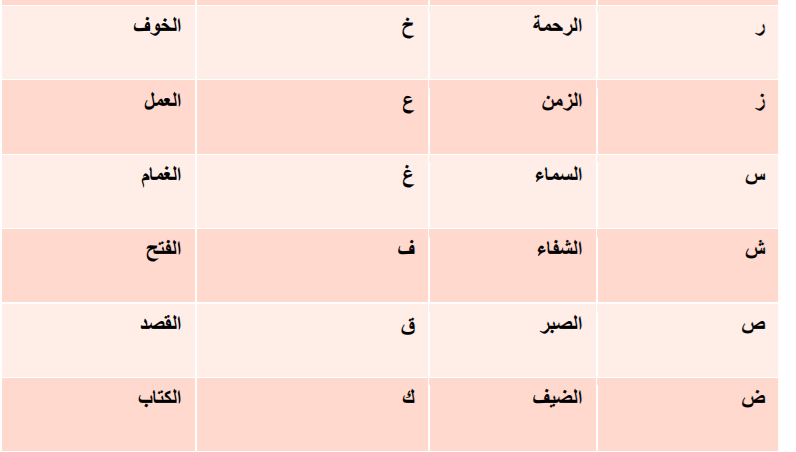 ر الرحمة خ الخوف
ز الزمن ع العمل
س السماء غ الغمام
ش الشفاء ف الفتح
ص الصبر ق القصد
ض الضيف ك الكتاب